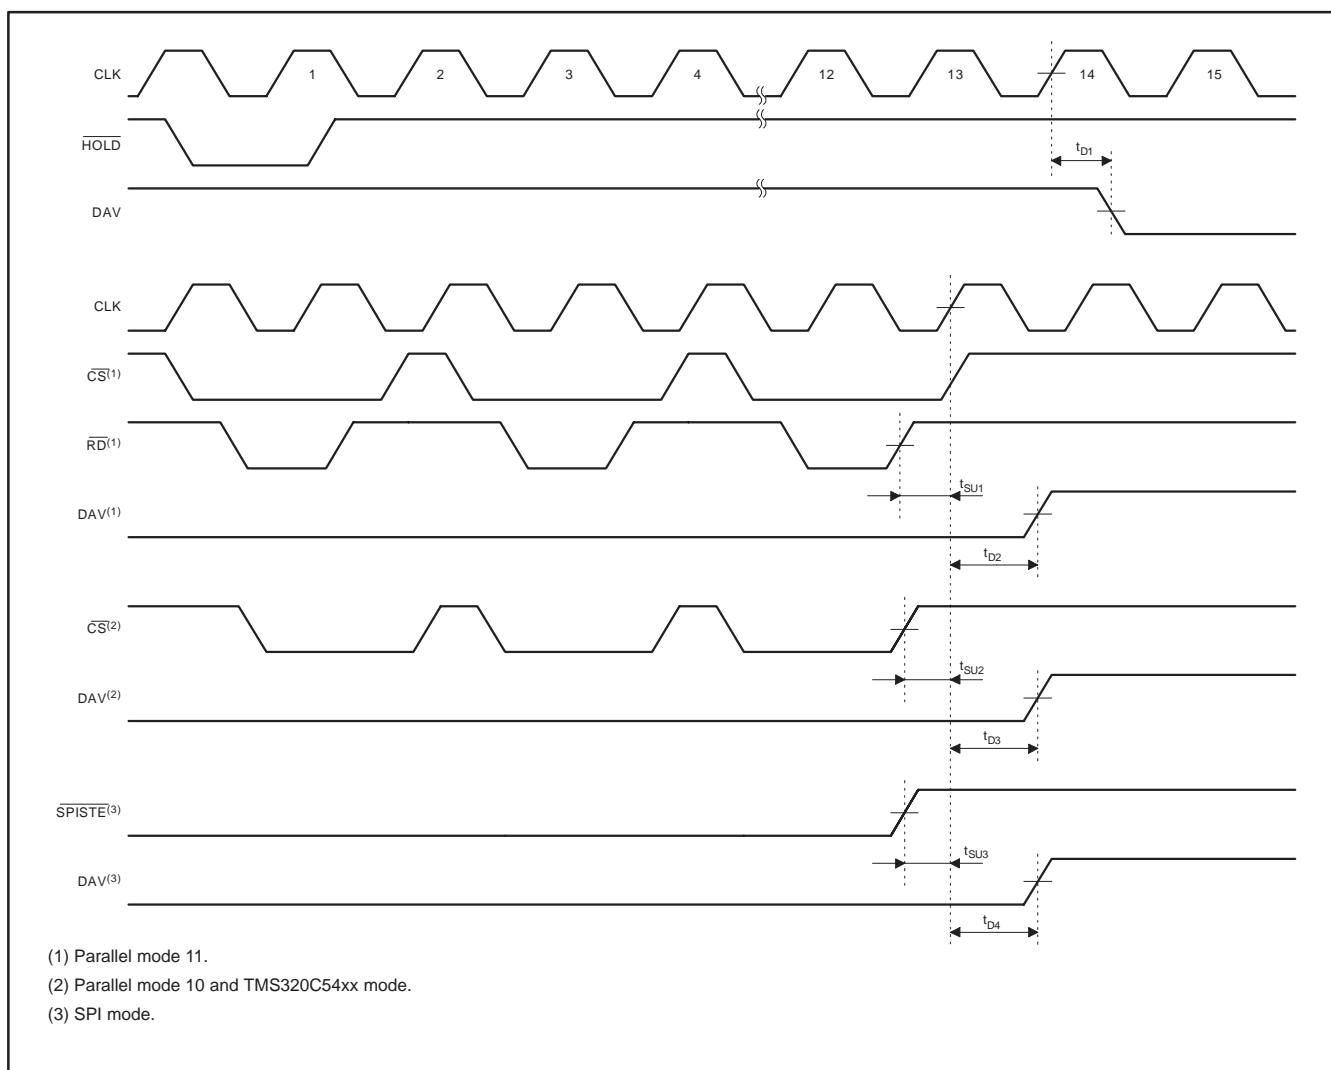 CLK 1 2 3 4 12 13 14 15
HOLD
tD1
DAV
CLK
CS(1)
RD(1)
tSU1
DAV(1)
tD2
CS(2)
tSU2
DAV(2)
tD3
SPISTE(3)
tSU3
DAV(3)
tD4
(1) Parallel mode 11.
(2) Parallel mode 10 and TMS320C54xx mode.
(3) SPI mode.